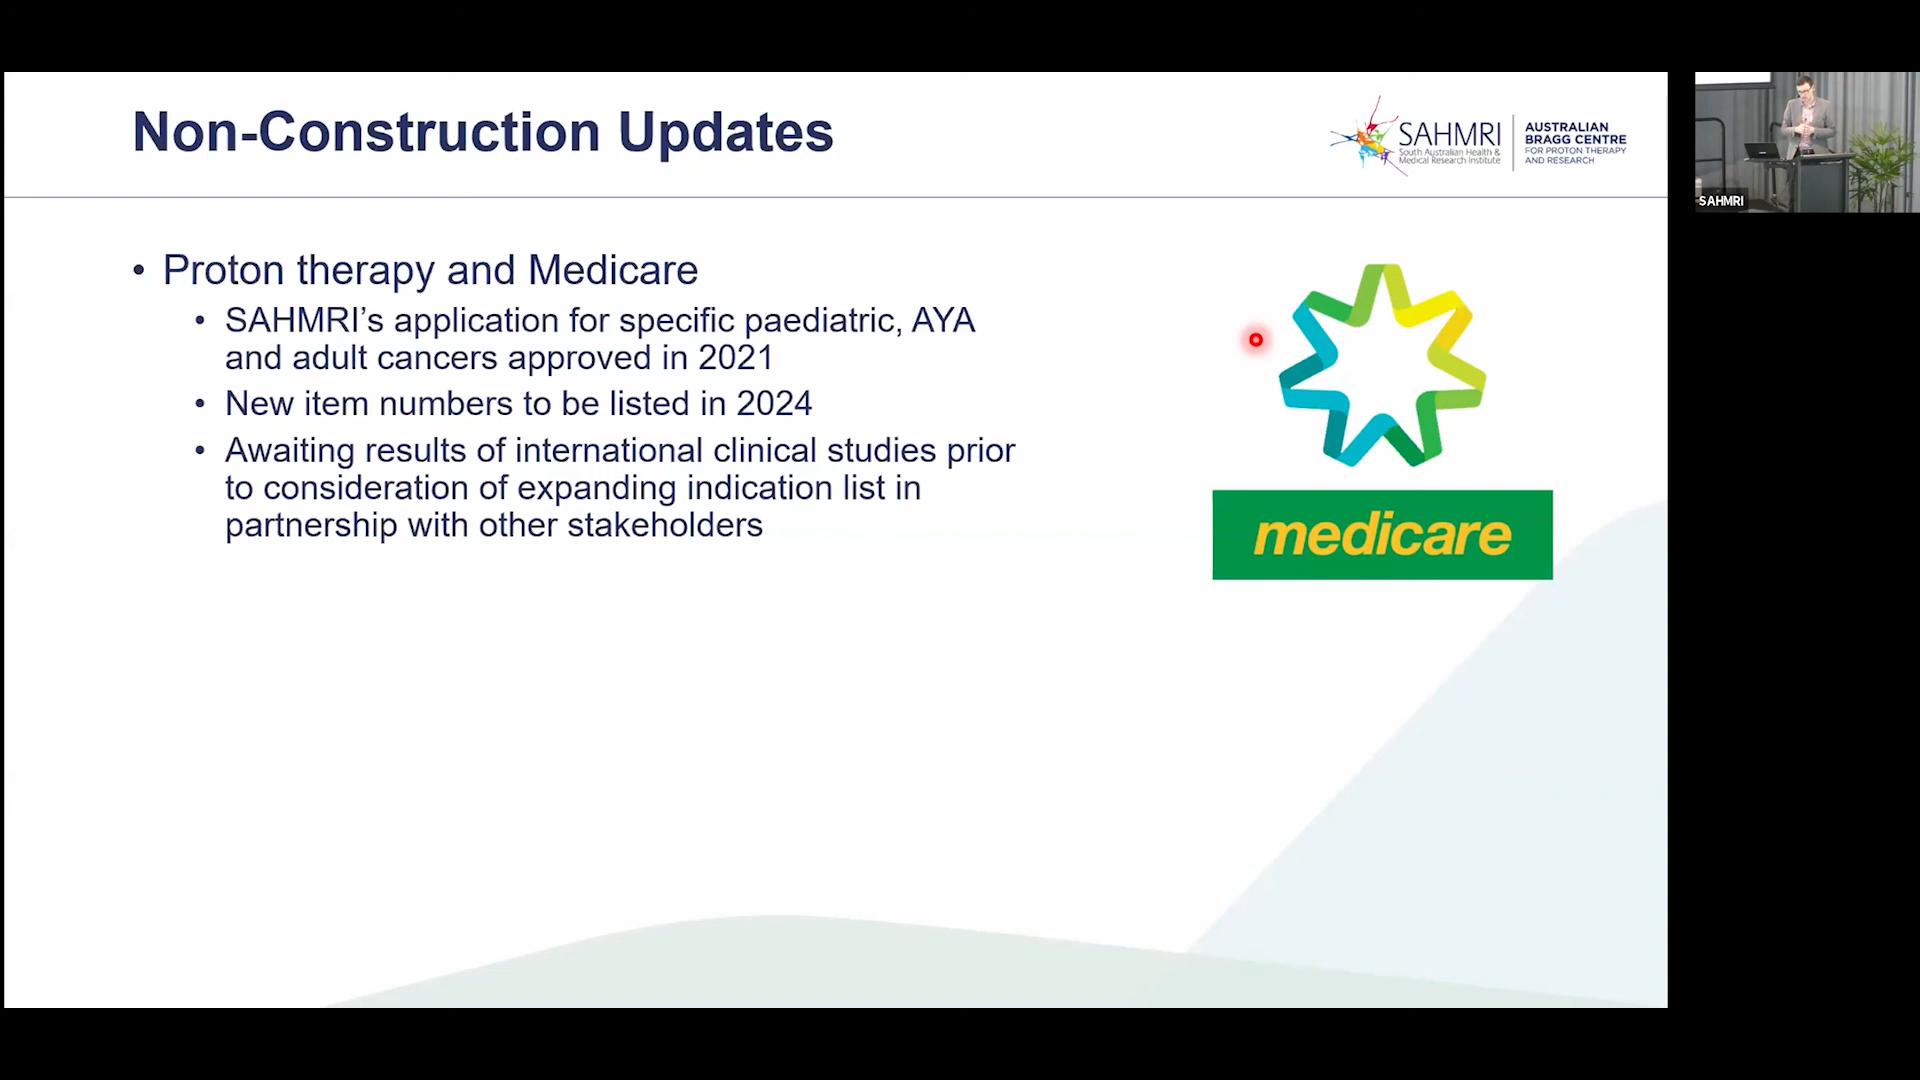 Non-Construction Updates
SAHMRI
South Australian Health &
Medical Research Institute
AUSTRALIAN
BRAGG CENTRE
FOR PROTON THERAPY
AND RESEARCH
SAHMRI
• Proton therapy and Medicare
• SAHMRI’s application for specific paediatric, AYA
and adult cancers approved in 2021
• New item numbers to be listed in 2024
• Awaiting results of international clinical studies prior
to consideration of expanding indication list in
partnership with other stakeholders
medicare